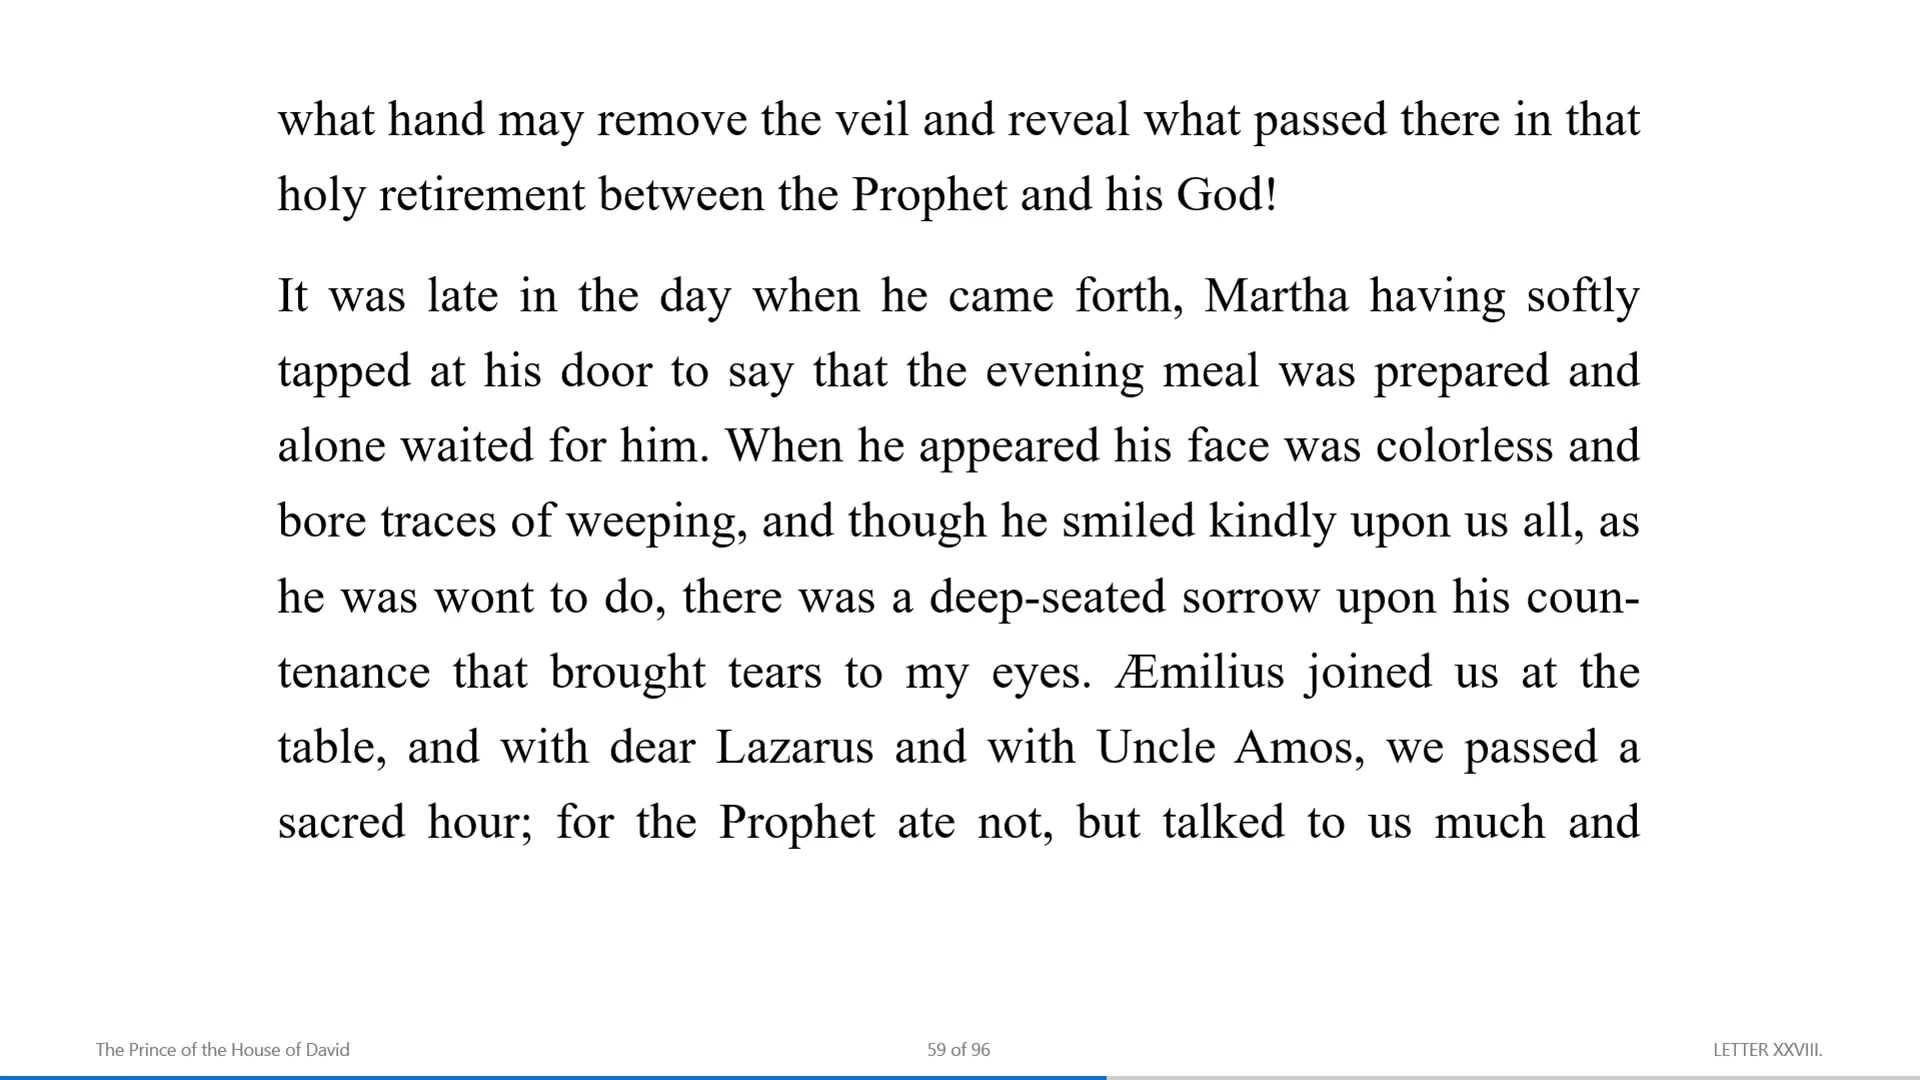 what hand may remove the veil and reveal what passed there in that
holy retirement between the Prophet and his God!
It was late in the day when he came forth, Martha having softly
tapped at his door to say that the evening meal was prepared and
alone waited for him. When he appeared his face was colorless and
bore traces of weeping, and though he smiled kindly upon us all, as
he was wont to do, there was a deep-seated sorrow upon his coun-
tenance that brought tears to my eyes. Æmilius joined us at the
table, and with dear Lazarus and with Uncle Amos, we passed a
sacred hour; for the Prophet ate not, but talked to us much and
The Prince of the House of David
59 of 96
LETTER XXVIII.